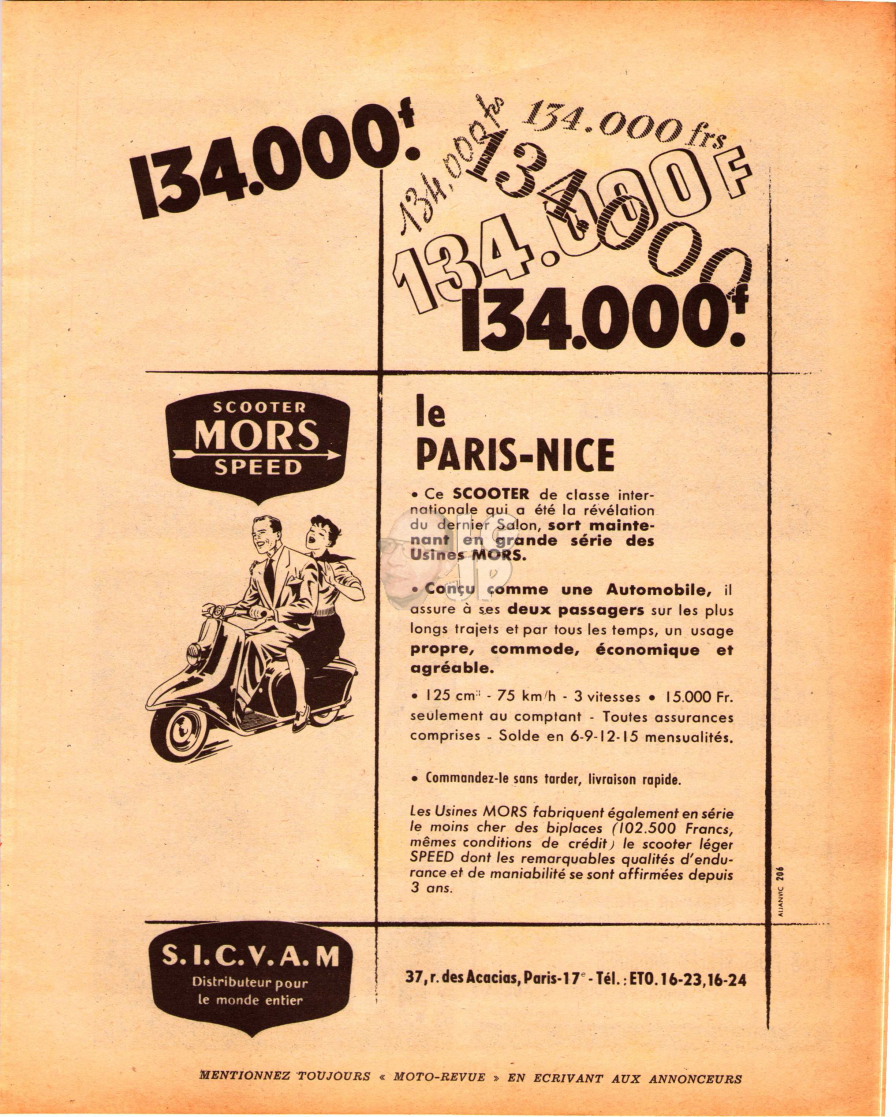 134.000.f
134.000 frs
134.000 frs
134.000
134.000 F
134.000.f
SCOOTER
MORS
SPEED
le
PARIS-NICE
• Ce SCOOTER de classe inter-
nationale qui a été la révélation
du dernier Salon, sort mainte-
nant en grande série des
Usines MORS.
• Conçu comme une Automobile, il
assure à ses deux passagers sur les plus
longs trajets et par tous les temps, un usage
propre, commode, économique et
agréable.
• 125 cm³ - 75 km/h - 3 vitesses • 15.000 Fr.
seulement au comptant - Toutes assurances
comprises - Solde en 6-9-12-15 mensualités.
• Commandez-le sans tarder, livraison rapide.
Les Usines MORS fabriquent également en série
le moins cher des biplaces (102.500 Francs,
mêmes conditions de crédit) le scooter léger
SPEED dont les remarquables qualités d'endu-
rance et de maniabilité se sont affirmées depuis
3 ans.
ALJANVIC 206
S.I.C.V.A.M
Distributeur pour
le monde entier
37, r. des Acacias, Paris-17e - Tél. : ETO. 16-23, 16-24
MENTIONNEZ TOUJOURS « MOTO-REVUE » EN ECRIVANT AUX ANNONCEURS